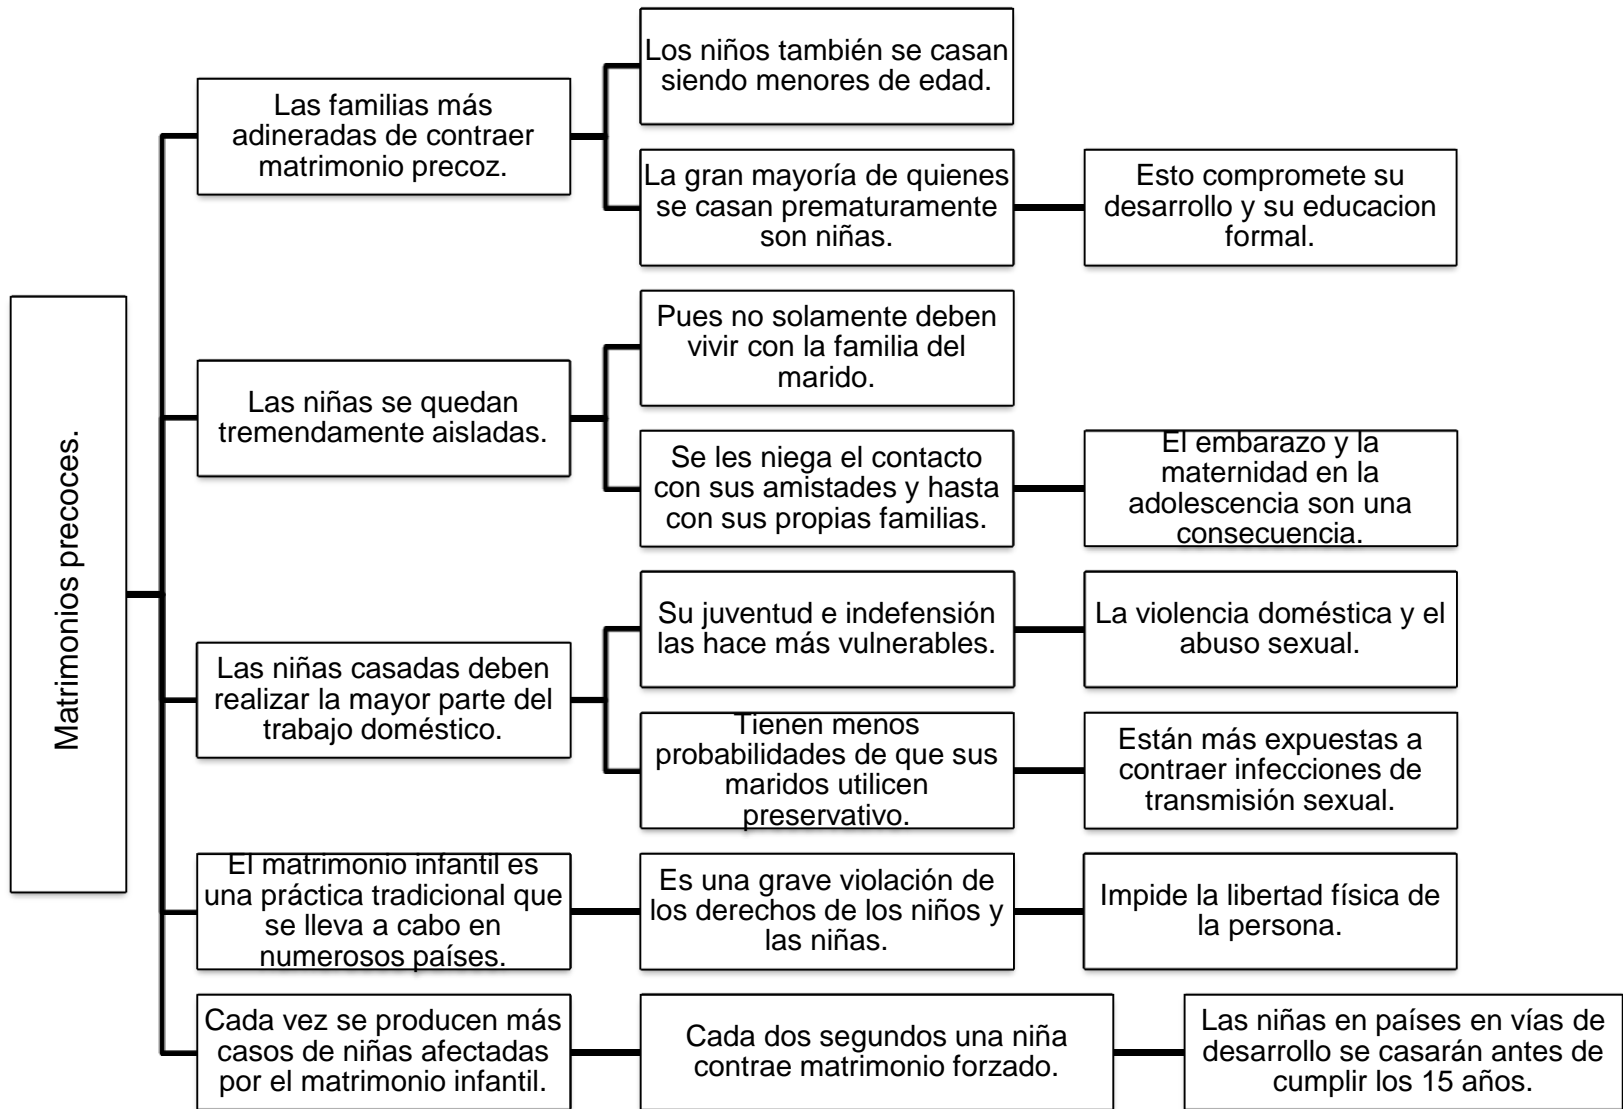 Matrimonios precoces.
Las familias más
adineradas de contraer
matrimonio precoz.
Los niños también se casan
siendo menores de edad.
La gran mayoría de quienes
se casan prematuramente
son niñas.
Esto compromete su
desarrollo y su educacion
formal.
Las niñas se quedan
tremendamente aisladas.
Pues no solamente deben
vivir con la familia del
marido.
Se les niega el contacto
con sus amistades y hasta
con sus propias familias.
El embarazo y la
maternidad en la
adolescencia son una
consecuencia.
Las niñas casadas deben
realizar la mayor parte del
trabajo doméstico.
Su juventud e indefensión
las hace más vulnerables.
La violencia doméstica y el
abuso sexual.
Tienen menos
probabilidades de que sus
maridos utilicen
preservativo.
Están más expuestas a
contraer infecciones de
transmisión sexual.
El matrimonio infantil es
una práctica tradicional que
se lleva a cabo en
numerosos países.
Es una grave violación de
los derechos de los niños y
las niñas.
Impide la libertad física de
la persona.
Cada vez se producen más
casos de niñas afectadas
por el matrimonio infantil.
Cada dos segundos una niña
contrae matrimonio forzado.
Las niñas en países en vías de
desarrollo se casarán antes de
cumplir los 15 años.